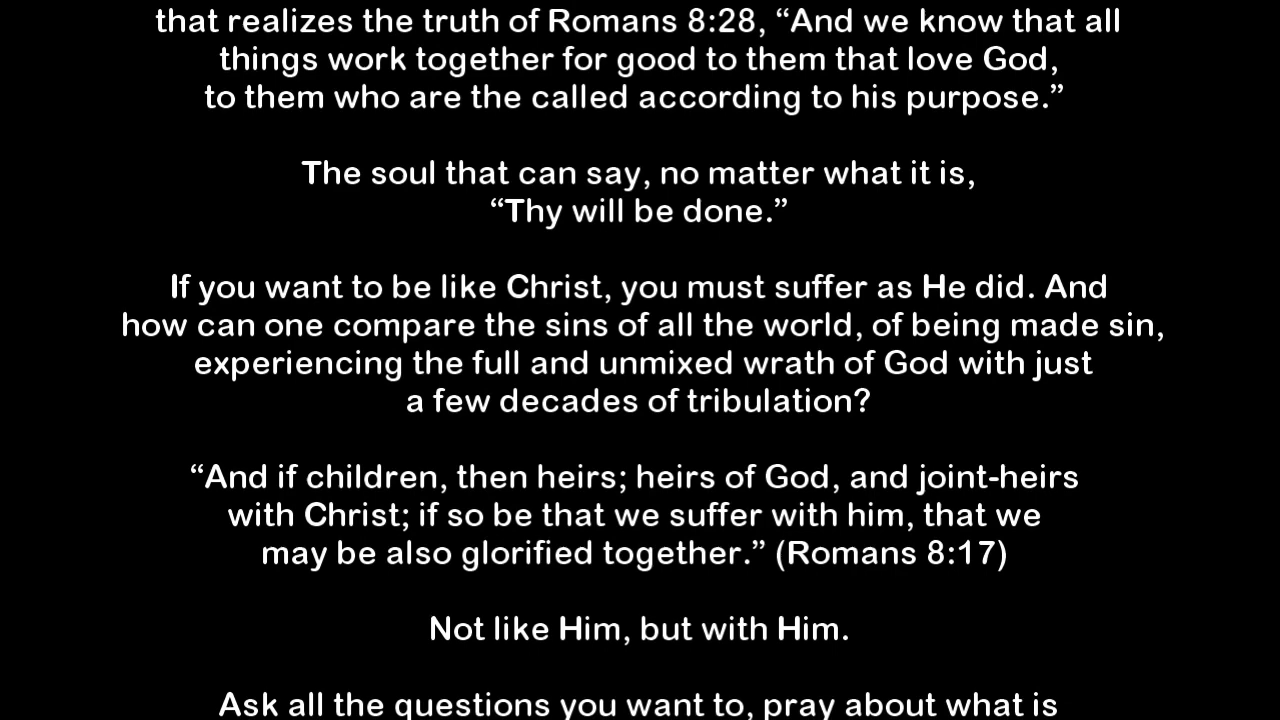 that realizes the truth of Romans 8:28, “And we know that all
things work together for good to them that love God,
to them who are the called according to his purpose.”
The soul that can say, no matter what it is,
“Thy will be done.”
If you want to be like Christ, you must suffer as He did. And
how can one compare the sins of all the world, of being made sin,
experiencing the full and unmixed wrath of God with just
a few decades of tribulation?
“And if children, then heirs; heirs of God, and joint-heirs
with Christ; if so be that we suffer with him, that we
may be also glorified together.” (Romans 8:17)
Not like Him, but with Him.
Ask all the questions you want to, pray about what is